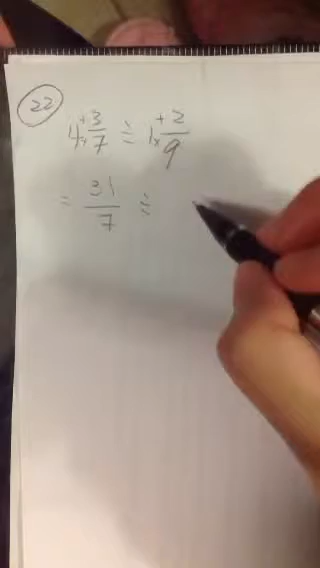 22
4 3/7 ÷ 1 2/9
= 31/7 ÷